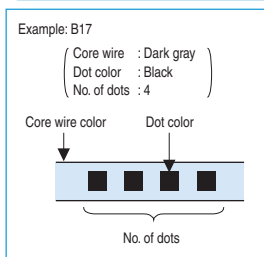 Example: B17
Core wire : Dark gray
Dot color : Black
No. of dots : 4
Core wire color Dot color
No. of dots